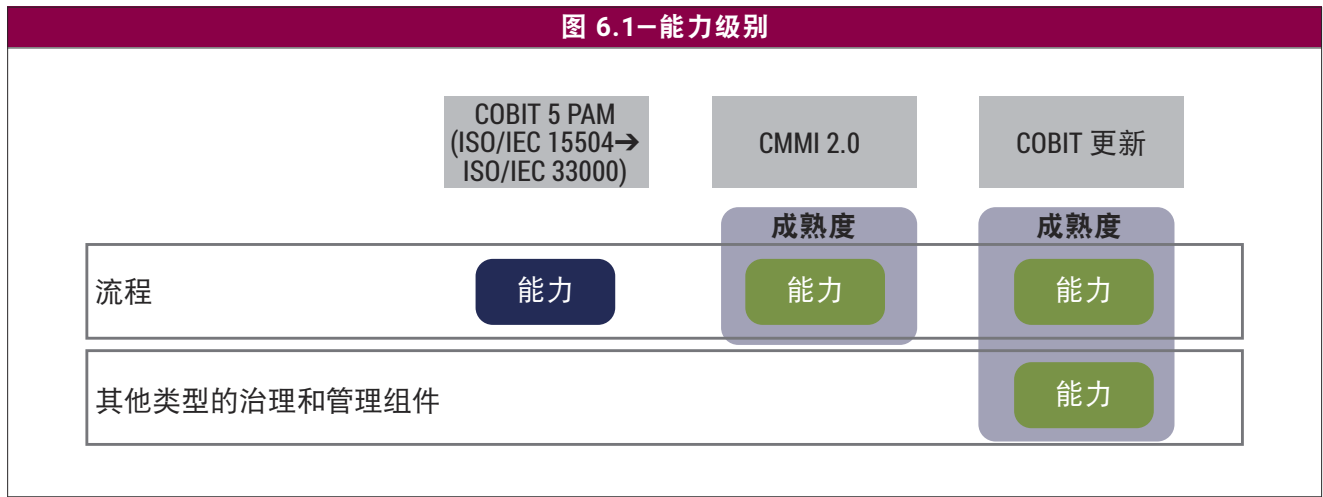 图 6.1—能力级别
COBIT 5 PAM
(ISO/IEC 15504➔
ISO/IEC 33000)
CMMI 2.0
COBIT 更新
成熟度
成熟度
流程
能力
能力
能力
其他类型的治理和管理组件
能力